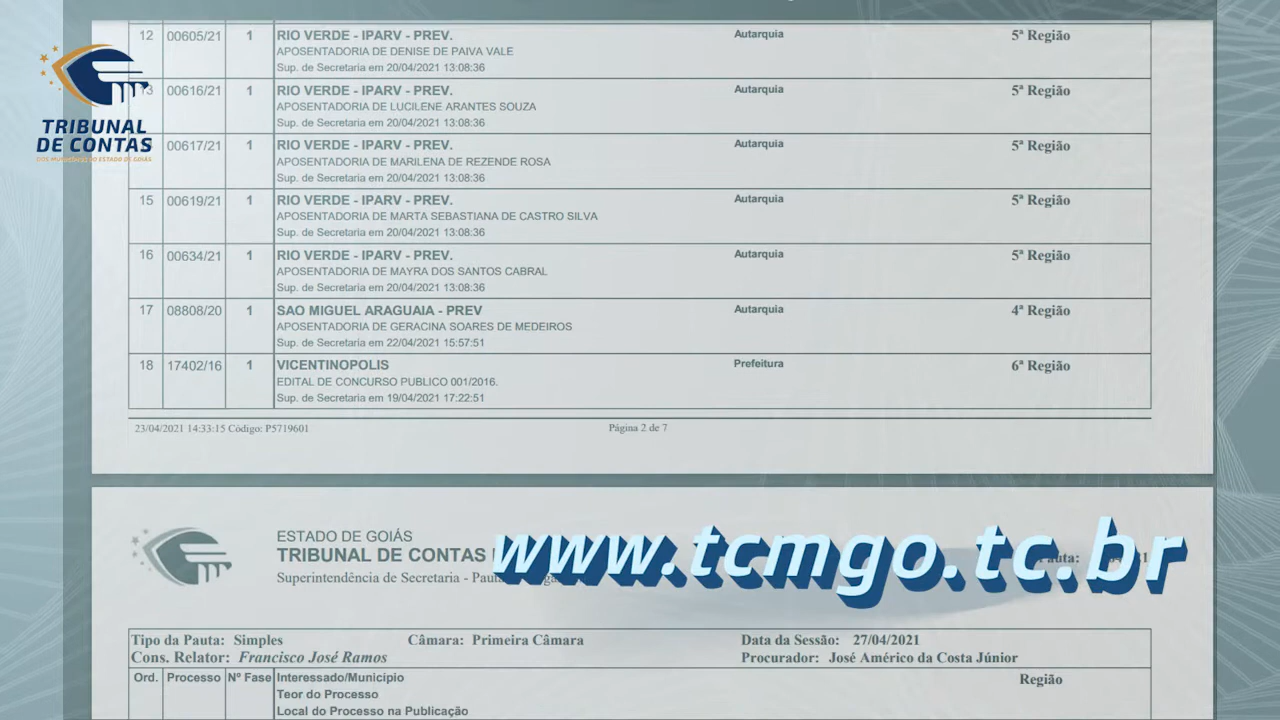 TRIBUNAL
DE CONTAS
DOS MUNICÍPIOS DO ESTADO DE GOIÁS
12 00605/21 1 RIO VERDE - IPARV - PREV. Autarquia 5ª Região
APOSENTADORIA DE DENISE DE PAIVA VALE
Sup. de Secretaria em 20/04/2021 13:08:36
13 00616/21 1 RIO VERDE - IPARV - PREV. Autarquia 5ª Região
APOSENTADORIA DE LUCILENE ARANTES SOUZA
Sup. de Secretaria em 20/04/2021 13:08:36
00617/21 1 RIO VERDE - IPARV - PREV. Autarquia 5ª Região
APOSENTADORIA DE MARILENA DE REZENDE ROSA
Sup. de Secretaria em 20/04/2021 13:08:36
15 00619/21 1 RIO VERDE - IPARV - PREV. Autarquia 5ª Região
APOSENTADORIA DE MARTA SEBASTIANA DE CASTRO SILVA
Sup. de Secretaria em 20/04/2021 13:08:36
16 00634/21 1 RIO VERDE - IPARV - PREV. Autarquia 5ª Região
APOSENTADORIA DE MAYRA DOS SANTOS CABRAL
Sup. de Secretaria em 20/04/2021 13:08:36
17 08808/20 1 SAO MIGUEL ARAGUAIA - PREV Autarquia 4ª Região
APOSENTADORIA DE GERACINA SOARES DE MEDEIROS
Sup. de Secretaria em 22/04/2021 15:57:51
18 17402/16 1 VICENTINOPOLIS Prefeitura 6ª Região
EDITAL DE CONCURSO PUBLICO 001/2016.
Sup. de Secretaria em 19/04/2021 17:22:51
23/04/2021 14:33:15 Código: P5719601 Página 2 de 7
ESTADO DE GOIÁS
TRIBUNAL DE CONTAS
Superintendência de Secretaria -
www.tcmgo.tc.br
Tipo da Pauta: Simples Câmara: Primeira Câmara Data da Sessão: 27/04/2021
Cons. Relator: Francisco José Ramos Procurador: José Américo da Costa Júnior
Ord. Processo Nº Fase Interessado/Município Região
Teor do Processo
Local do Processo na Publicação